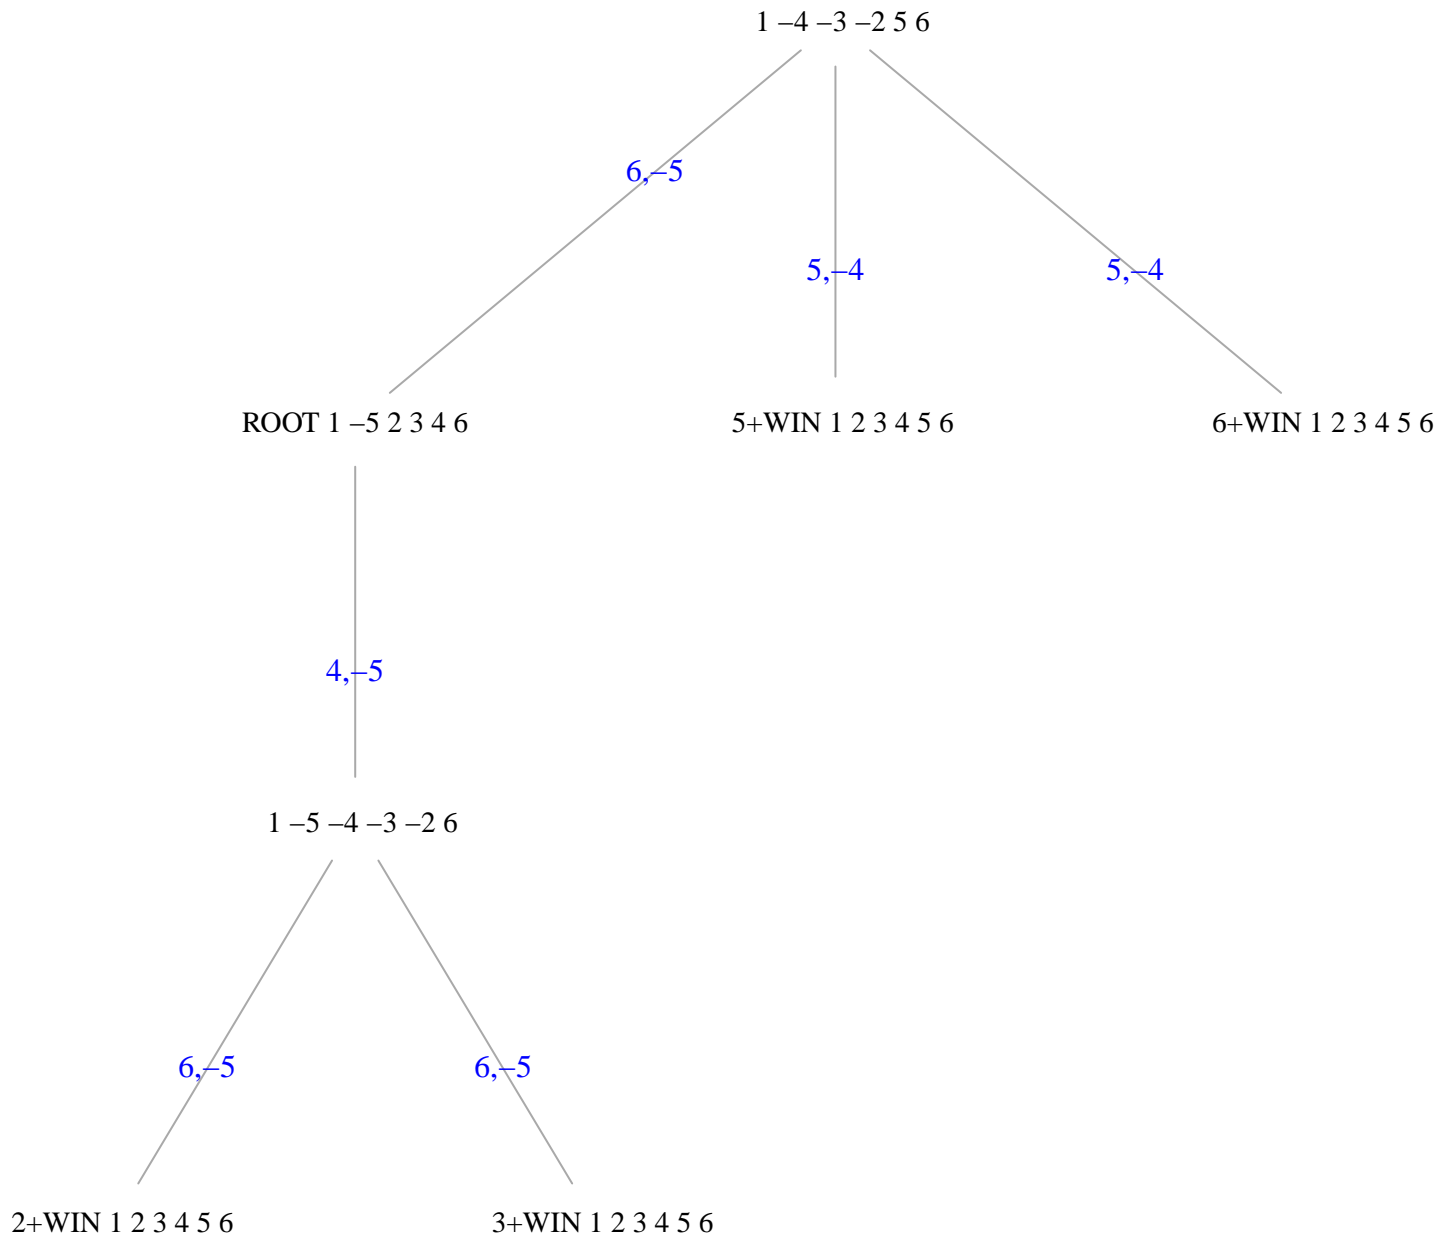 1 –4 –3 –2 5 6
6,–5
5,–4
5,–4
ROOT 1 –5 2 3 4 6
5+WIN 1 2 3 4 5 6
6+WIN 1 2 3 4 5 6
4,–5
1 –5 –4 –3 –2 6
6,–5
6,–5
2+WIN 1 2 3 4 5 6
3+WIN 1 2 3 4 5 6